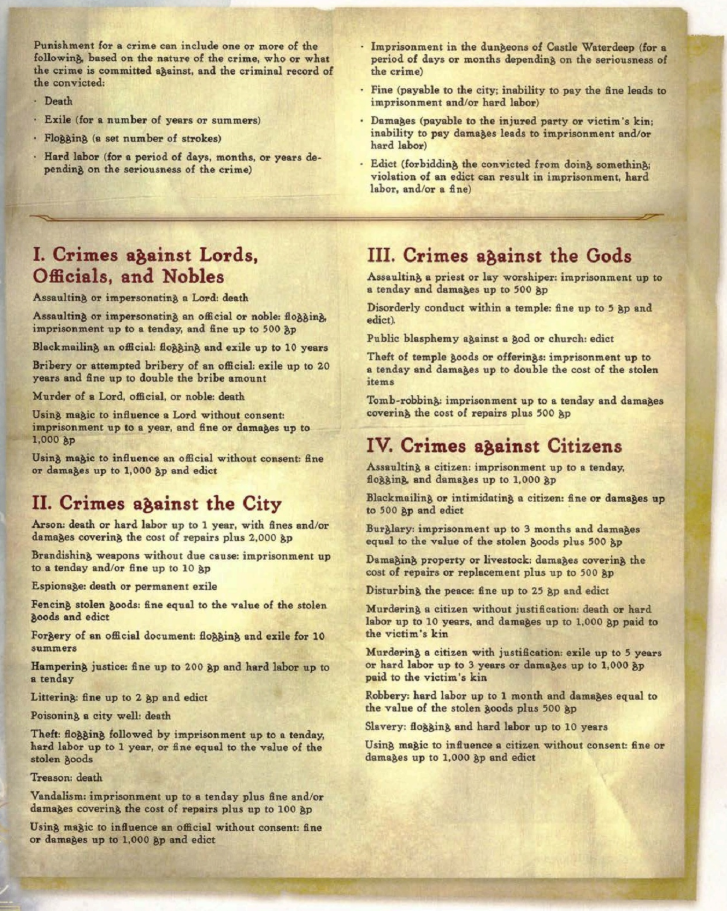 Punishment for a crime can include one or more of the
following, based on the nature of the crime, who or what
the crime is committed against, and the criminal record of
the convicted:
· Death
· Exile (for a number of years or summers)
· Flogging (a set number of strokes)
· Hard labor (for a period of days, months, or years de-
pending on the seriousness of the crime)
· Imprisonment in the dungeons of Castle Waterdeep (for a
period of days or months depending on the seriousness of
the crime)
· Fine (payable to the city; inability to pay the fine leads to
imprisonment and/or hard labor)
· Damages (payable to the injured party or victim's kin;
inability to pay damages leads to imprisonment and/or
hard labor)
· Edict (forbidding the convicted from doing something;
violation of an edict can result in imprisonment, hard
labor, and/or a fine)
I. Crimes against Lords,
Officials, and Nobles
Assaulting or impersonating a Lord: death
Assaulting or impersonating an official or noble: flogging,
imprisonment up to a tenday, and fine up to 500 gp
Blackmailing an official: flogging and exile up to 10 years
Bribery or attempted bribery of an official: exile up to 20
years and fine up to double the bribe amount
Murder of a Lord, official, or noble: death
Using magic to influence a Lord without consent:
imprisonment up to a year, and fine or damages up to
1,000 gp
Using magic to influence an official without consent: fine
or damages up to 1,000 gp and edict
II. Crimes against the City
Arson: death or hard labor up to 1 year, with fines and/or
damages covering the cost of repairs plus 2,000 gp
Brandishing weapons without due cause: imprisonment up
to a tenday and/or fine up to 10 gp
Espionage: death or permanent exile
Fencing stolen goods: fine equal to the value of the stolen
goods and edict
Forgery of an official document: flogging and exile for 10
summers
Hampering justice: fine up to 200 gp and hard labor up to
a tenday
Littering: fine up to 2 gp and edict
Poisoning a city well: death
Theft: flogging followed by imprisonment up to a tenday,
hard labor up to 1 year, or fine equal to the value of the
stolen goods
Treason: death
Vandalism: imprisonment up to a tenday plus fine and/or
damages covering the cost of repairs plus up to 100 gp
Using magic to influence an official without consent: fine
or damages up to 1,000 gp and edict
III. Crimes against the Gods
Assaulting a priest or lay worshiper: imprisonment up to
a tenday and damages up to 500 gp
Disorderly conduct within a temple: fine up to 5 gp and
edict).
Public blasphemy against a god or church: edict
Theft of temple goods or offerings: imprisonment up to
a tenday and damages up to double the cost of the stolen
items
Tomb-robbing: imprisonment up to a tenday and damages
covering the cost of repairs plus 500 gp
IV. Crimes against Citizens
Assaulting a citizen: imprisonment up to a tenday,
flogging, and damages up to 1,000 gp
Blackmailing or intimidating a citizen: fine or damages up
to 500 gp and edict
Burglary: imprisonment up to 3 months and damages
equal to the value of the stolen goods plus 500 gp
Damaging property or livestock: damages covering the
cost of repairs or replacement plus up to 500 gp
Disturbing the peace: fine up to 25 gp and edict
Murdering a citizen without justification: death or hard
labor up to 10 years, and damages up to 1,000 gp paid to
the victim's kin
Murdering a citizen with justification: exile up to 5 years
or hard labor up to 3 years or damages up to 1,000 gp
paid to the victim's kin
Robbery: hard labor up to 1 month and damages equal to
the value of the stolen goods plus 500 gp
Slavery: flogging and hard labor up to 10 years
Using magic to influence a citizen without consent: fine or
damages up to 1,000 gp and edict